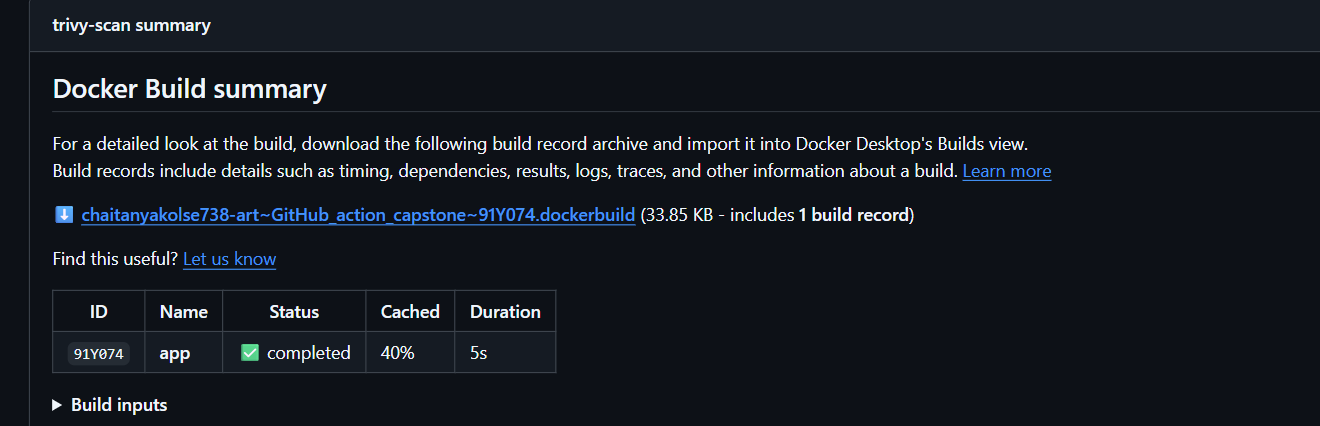 trivy-scan summary
Docker Build summary
For a detailed look at the build, download the following build record archive and import it into Docker Desktop's Builds view.
Build records include details such as timing, dependencies, results, logs, traces, and other information about a build. Learn more
chaitanyakolse738-art~GitHub_action_capstone~91Y074.dockerbuild (33.85 KB - includes 1 build record)
Find this useful? Let us know
ID Name Status Cached Duration
91Y074 app ✅ completed 40% 5s
Build inputs